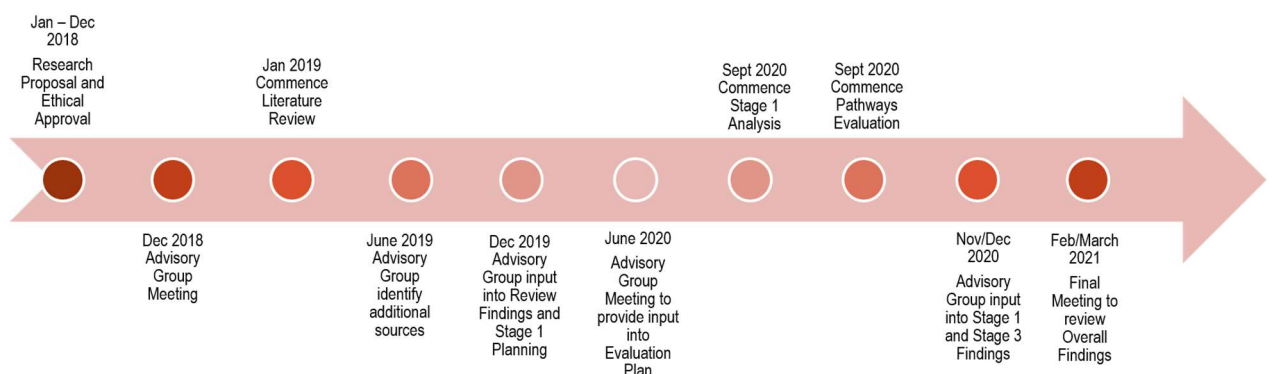 Jan – Dec
2018
Research
Proposal and
Ethical
Approval
Dec 2018
Advisory
Group
Meeting
Jan 2019
Commence
Literature
Review
June 2019
Advisory
Group
identify
additional
sources
Dec 2019
Advisory
Group input
into Review
Findings and
Stage 1
Planning
June 2020
Advisory
Group
Meeting to
provide input
into
Evaluation
Plan
Sept 2020
Commence
Stage 1
Analysis
Sept 2020
Commence
Pathways
Evaluation
Nov/Dec
2020
Advisory
Group input
into Stage 1
and Stage 3
Findings
Feb/March
2021
Final
Meeting to
review
Overall
Findings